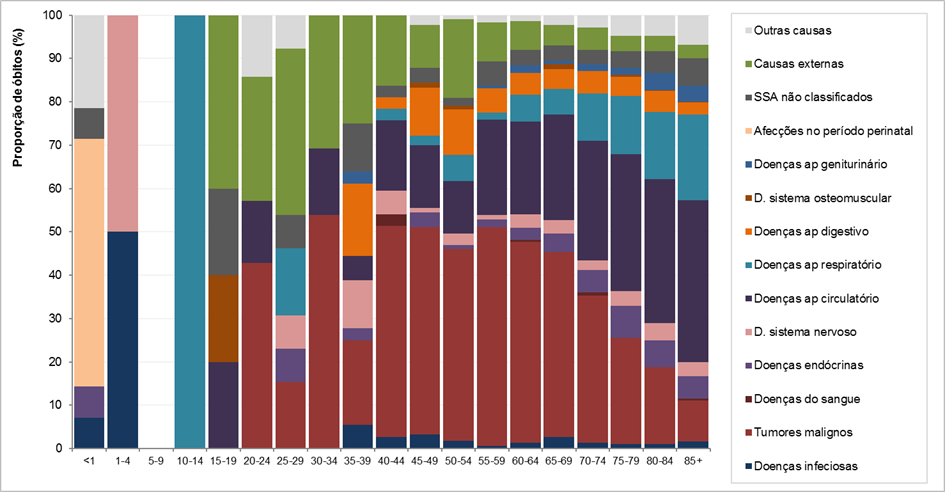 Proporção de óbitos (%)
100
90
80
70
60
50
40
30
20
10
0
<1 1-4 5-9 10-14 15-19 20-24 25-29 30-34 35-39 40-44 45-49 50-54 55-59 60-64 65-69 70-74 75-79 80-84 85+
Outras causas
Causas externas
SSA não classificados
Afecções no período perinatal
Doenças ap geniturinário
D. sistema osteomuscular
Doenças ap digestivo
Doenças ap respiratório
Doenças ap circulatório
D. sistema nervoso
Doenças endócrinas
Doenças do sangue
Tumores malignos
Doenças infeciosas